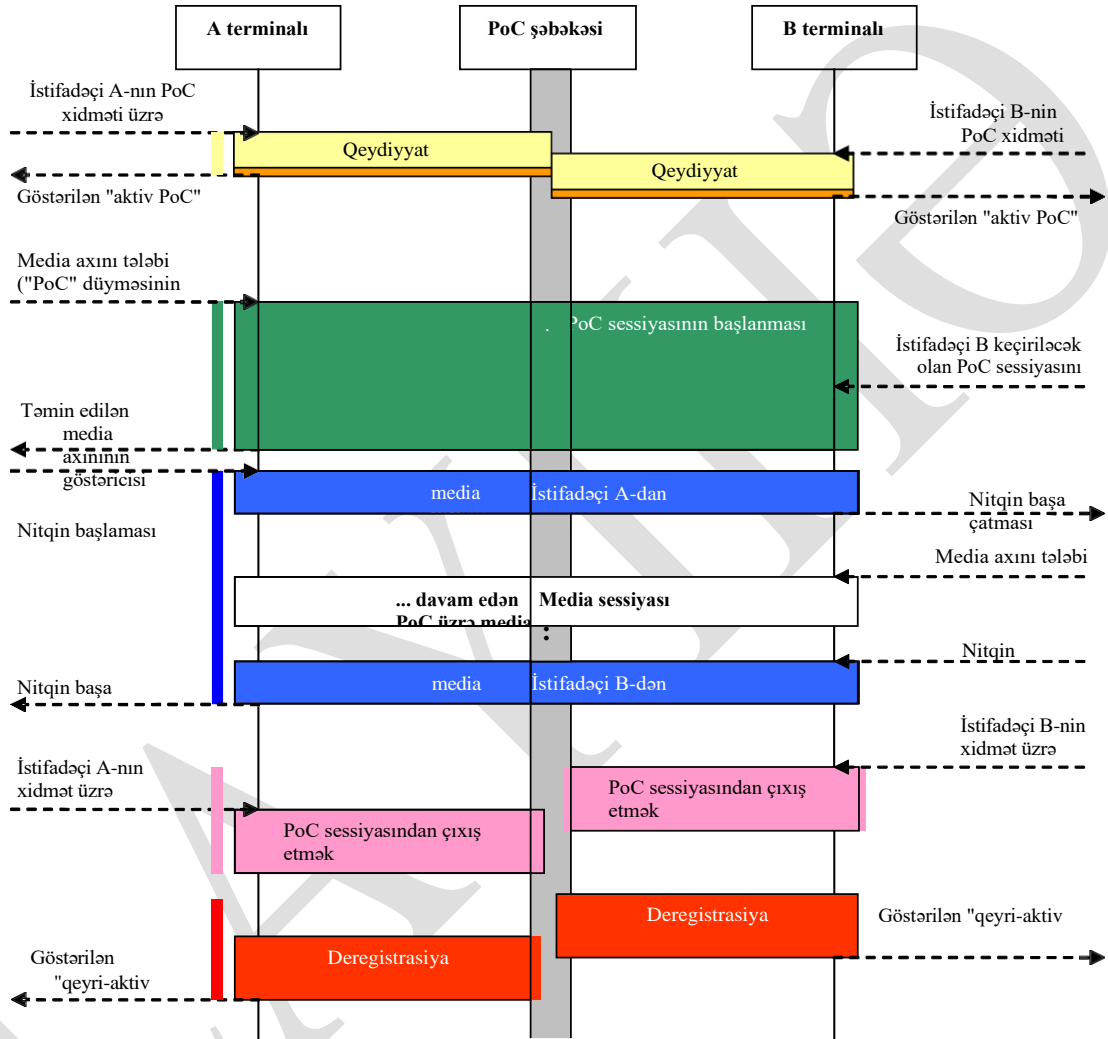 A terminalı
PoC şəbəkəsi
B terminalı
İstifadəçi A-nın PoC
xidməti üzrə
İstifadəçi B-nin
PoC xidməti
Qeydiyyat
Qeydiyyat
Göstərilən "aktiv PoC"
Göstərilən "aktiv PoC"
Media axını tələbi
("PoC" düyməsinin
. PoC sessiyasının başlanması
İstifadəçi B keçiriləcək
olan PoC sessiyasını
Təmin edilən
media
axınının
göstəricisi
media İstifadəçi A-dan
Nitqin başa
çatması
Nitqin başlaması
Media axını tələbi
... davam edən Media sessiyası
PoC üzrə media
:
Nitqin
media İstifadəçi B-dən
Nitqin başa
İstifadəçi B-nin
xidmət üzrə
İstifadəçi A-nın
xidmət üzrə
PoC sessiyasından çıxış
etmək
PoC sessiyasından çıxış
etmək
Deregistrasiya
Göstərilən "qeyri-aktiv
Deregistrasiya
Göstərilən
"qeyri-aktiv